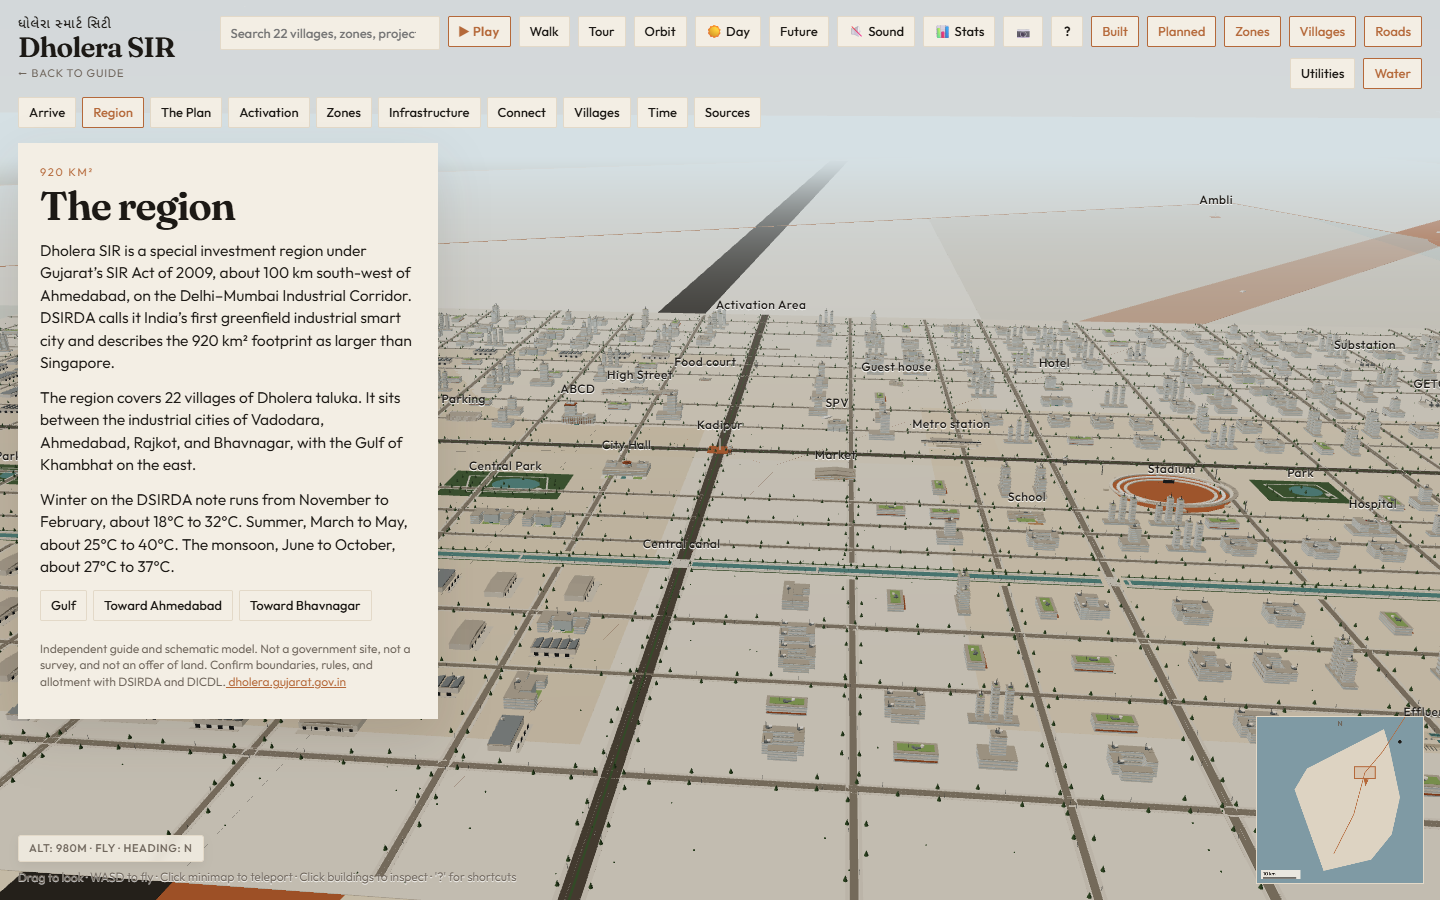 ધોલેરા સ્માર્ટ સિટી
Dholera SIR
← BACK TO GUIDE
Search 22 villages, zones, projec
▶ Play
Walk
Tour
Orbit
Day
Future
Sound
Stats
?
Built
Planned
Zones
Villages
Roads
Utilities
Water
Arrive
Region
The Plan
Activation
Zones
Infrastructure
Connect
Villages
Time
Sources
920 KM²
The region
Dholera SIR is a special investment region under
Gujarat’s SIR Act of 2009, about 100 km south-west of
Ahmedabad, on the Delhi–Mumbai Industrial Corridor.
DSIRDA calls it India’s first greenfield industrial smart
city and describes the 920 km² footprint as larger than
Singapore.
The region covers 22 villages of Dholera taluka. It sits
between the industrial cities of Vadodara,
Ahmedabad, Rajkot, and Bhavnagar, with the Gulf of
Khambhat on the east.
Winter on the DSIRDA note runs from November to
February, about 18°C to 32°C. Summer, March to May,
about 25°C to 40°C. The monsoon, June to October,
about 27°C to 37°C.
Gulf
Toward Ahmedabad
Toward Bhavnagar
Independent guide and schematic model. Not a government site, not a
survey, and not an offer of land. Confirm boundaries, rules, and
allotment with DSIRDA and DICDL. dholera.gujarat.gov.in
Ambli
Activation Area
Substation
Food court
Guest house
Hotel
High Street
ABCD
GETC
Parking
SPV
Kadipur
Metro station
City Hall
Market
Central Park
Stadium
Park
School
Hospital
Central canal
N
ALT: 980M · FLY · HEADING: N
Drag to look · WASD to fly · Click minimap to teleport · Click buildings to inspect · '?' for shortcuts